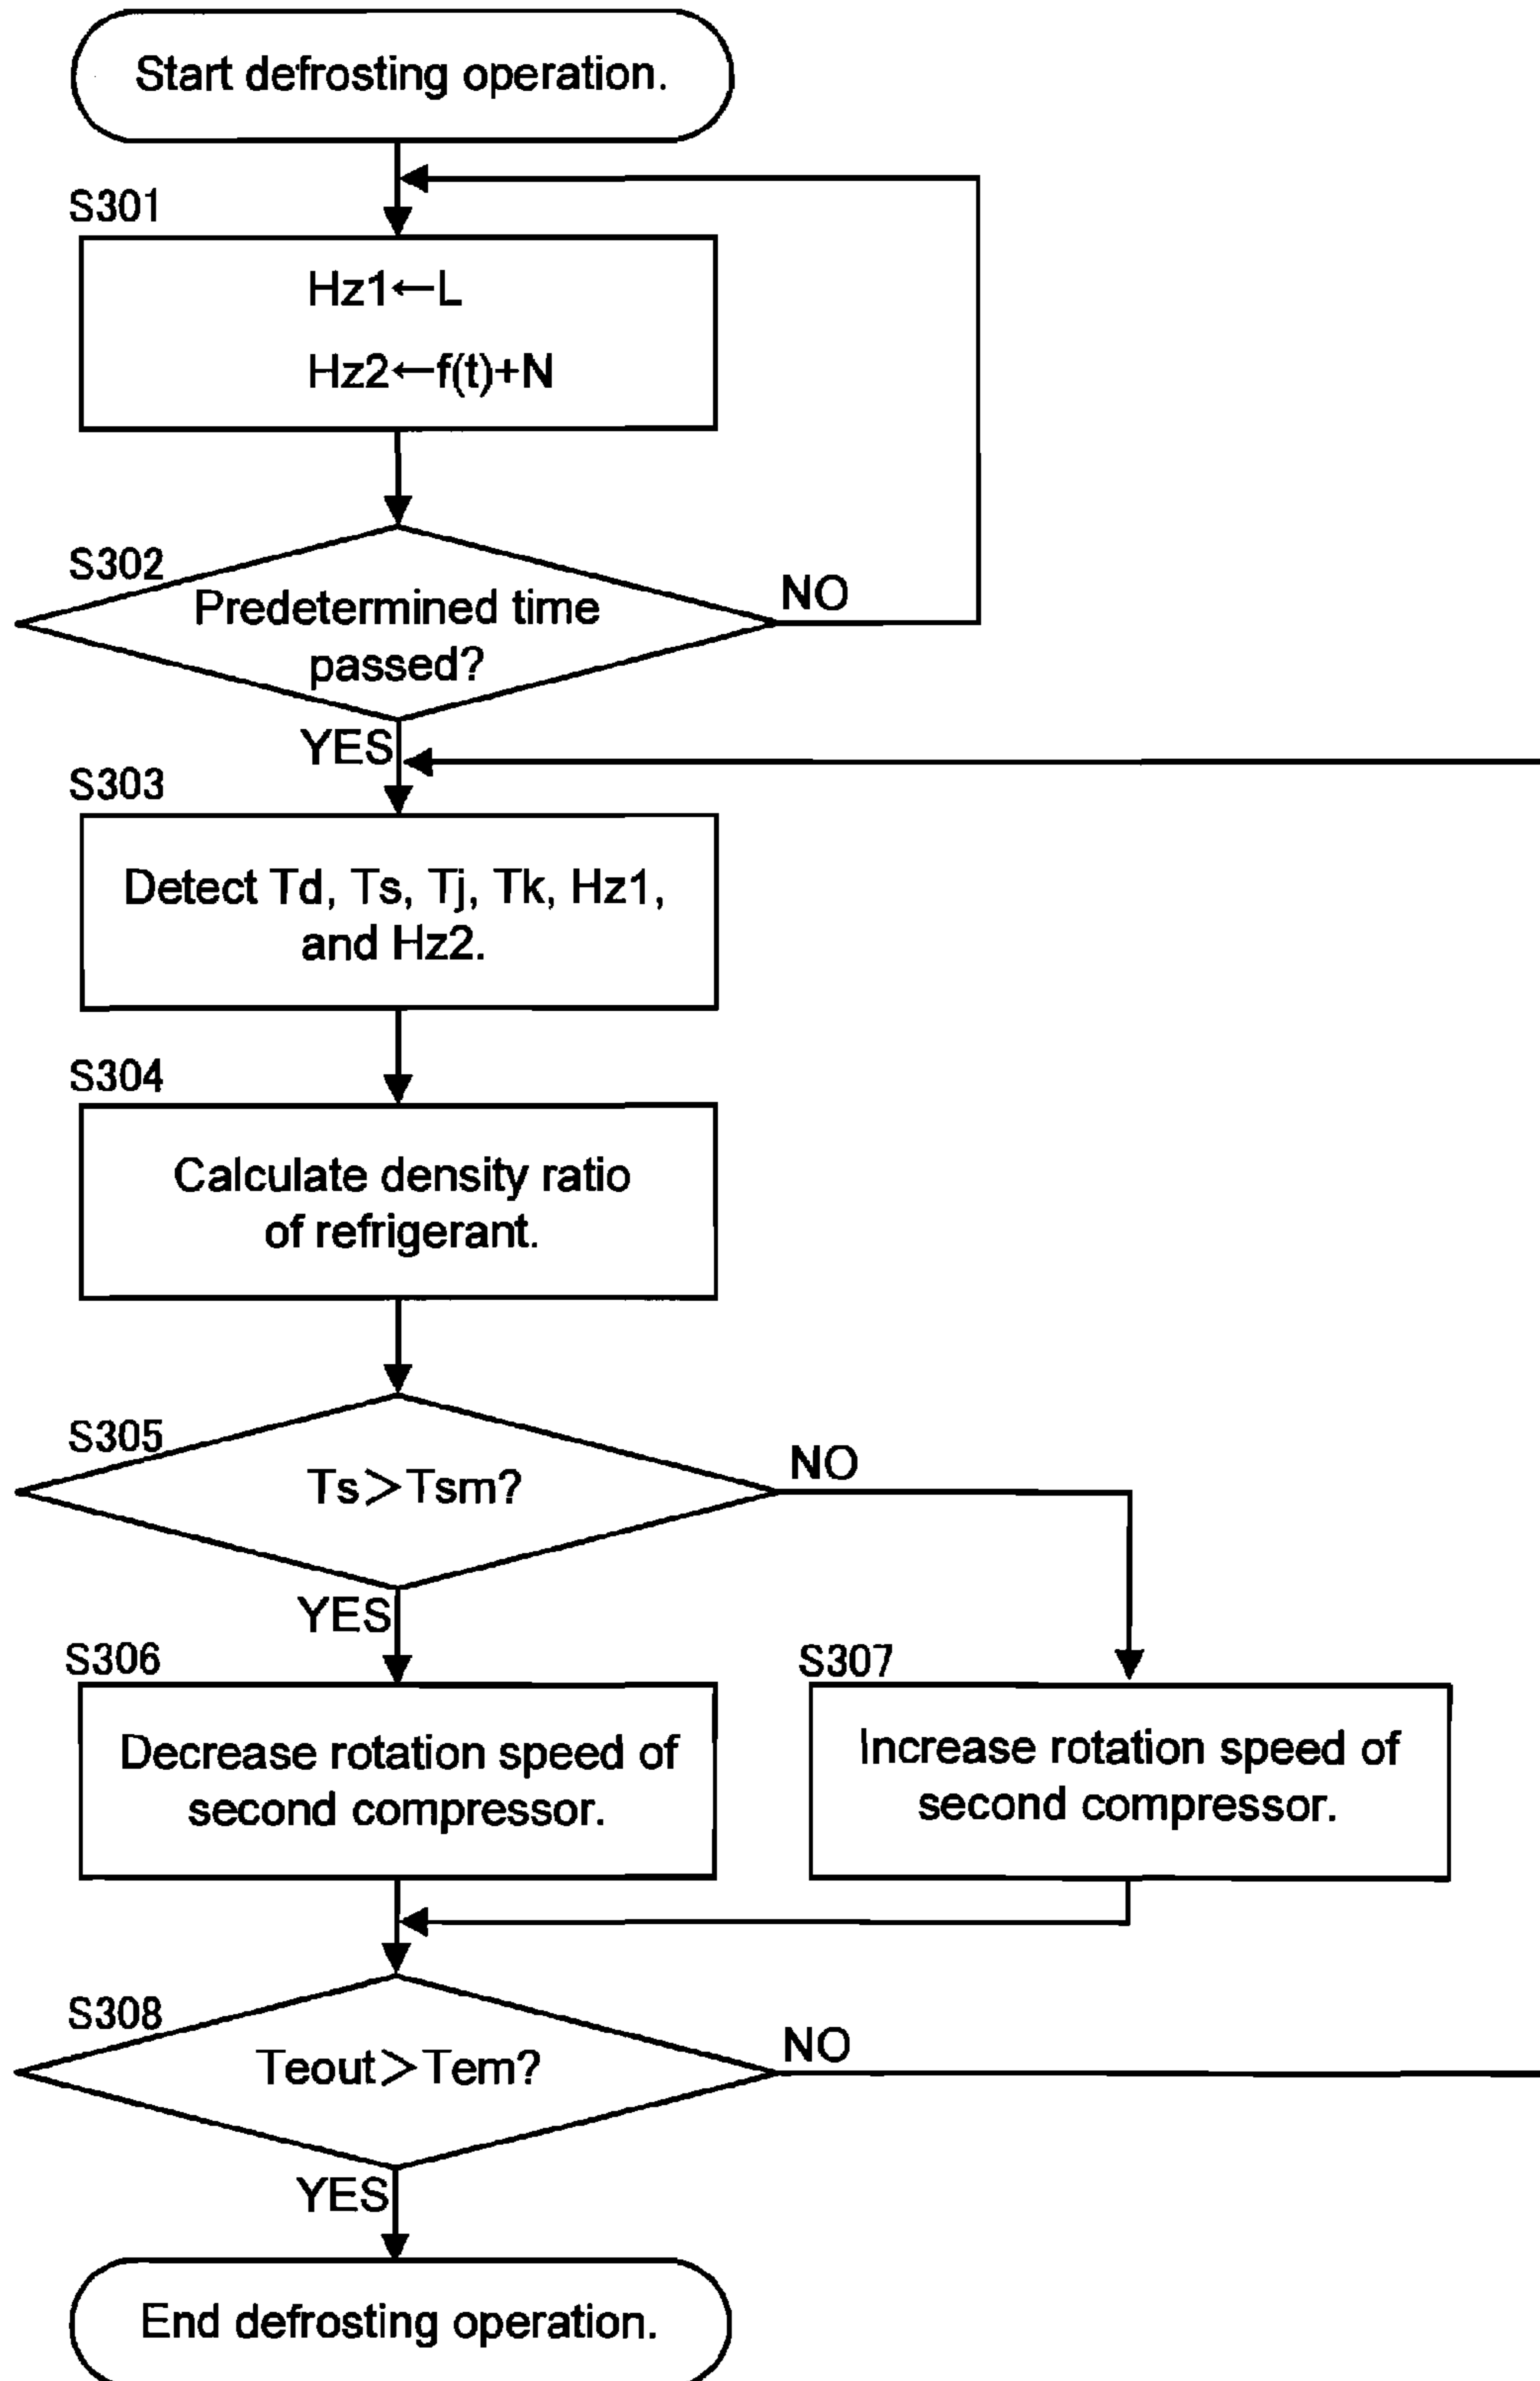 Start defrosting operation.
S301
Hz1←L
Hz2←f(t)+N
S302
Predetermined time
passed?
NO
YES
S303
Detect Td, Ts, Tj, Tk, Hz1,
and Hz2.
S304
Calculate density ratio
of refrigerant.
S305
Ts>Tsm?
NO
YES
S306
Decrease rotation speed of
second compressor.
S307
Increase rotation speed of
second compressor.
S308
Teout>Tem?
NO
YES
End defrosting operation.